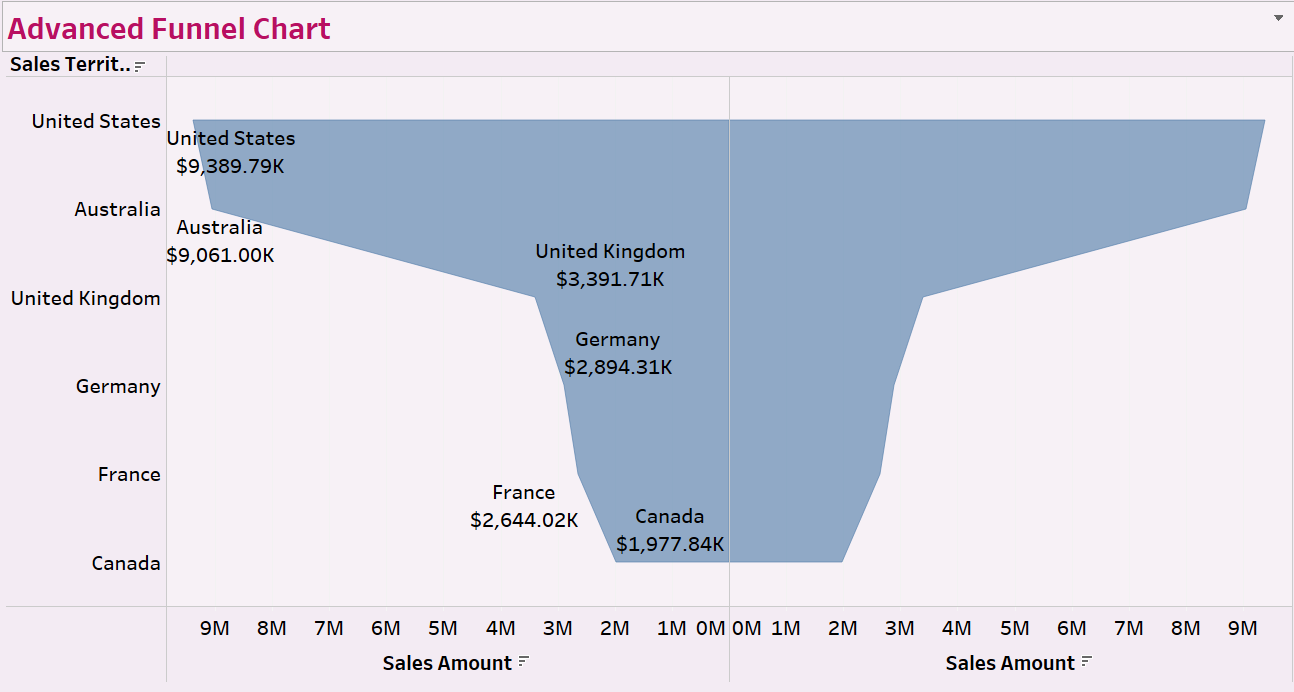 Advanced Funnel Chart
Sales Territ..
United States
United States
$9,389.79K
Australia
Australia
$9,061.00K
United Kingdom
$3,391.71K
United Kingdom
Germany
$2,894.31K
Germany
France
France
$2,644.02K
Canada
$1,977.84K
Canada
9M 8M 7M 6M 5M 4M 3M 2M 1M 0M 0M 1M 2M 3M 4M 5M 6M 7M 8M 9M
Sales Amount Sales Amount